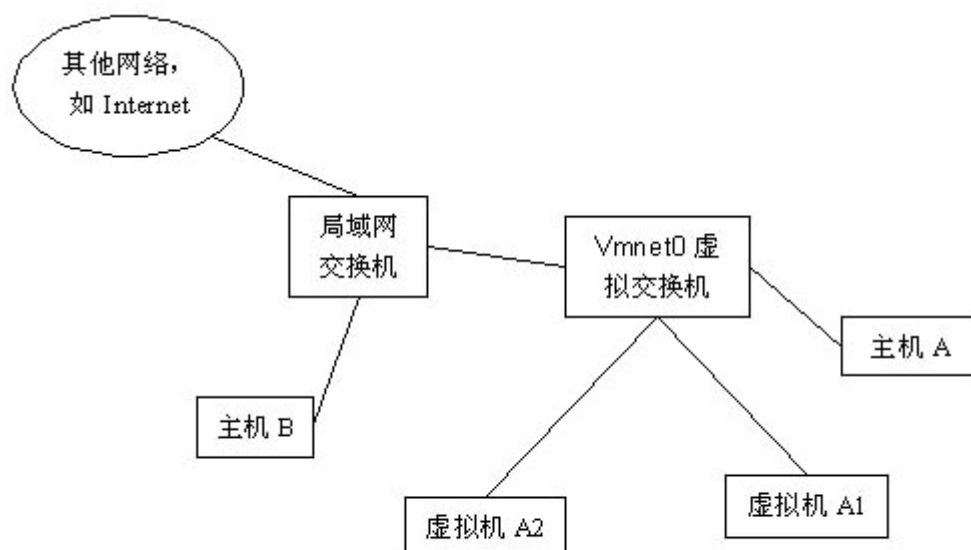 其他网络，
如 Internet
局域网
交换机
Vmnet0 虚
拟交换机
主机 A
主机 B
虚拟机 A1
虚拟机 A2